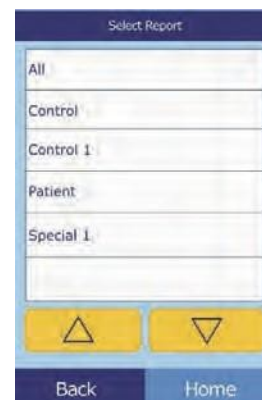 Select Report
All
Control
Control 1
Patient
Special 1
Back Home